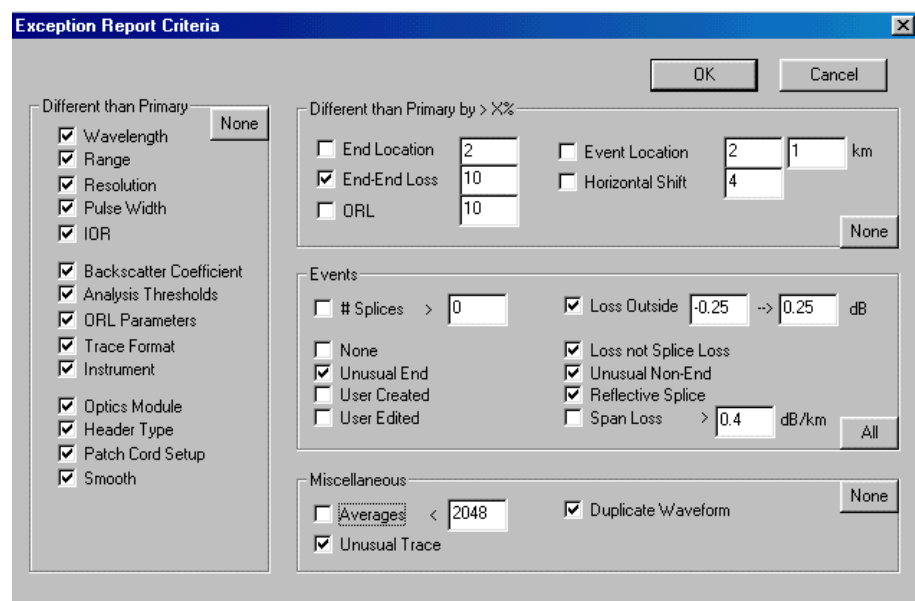 Exception Report Criteria
OK Cancel
Different than Primary
None
Wavelength
Range
Resolution
Pulse Width
IOR
Backscatter Coefficient
Analysis Thresholds
ORL Parameters
Trace Format
Instrument
Optics Module
Header Type
Patch Cord Setup
Smooth
Different than Primary by > X%
End Location 2 Event Location 2 1 km
End-End Loss 10 Horizontal Shift 4
ORL 10
None
Events
# Splices > 0 Loss Outside -0.25 --> 0.25 dB
None Loss not Splice Loss
Unusual End Unusual Non-End
User Created Reflective Splice
User Edited Span Loss > 0.4 dB/km
All
Miscellaneous
None
Averages < 2048 Duplicate Waveform
Unusual Trace